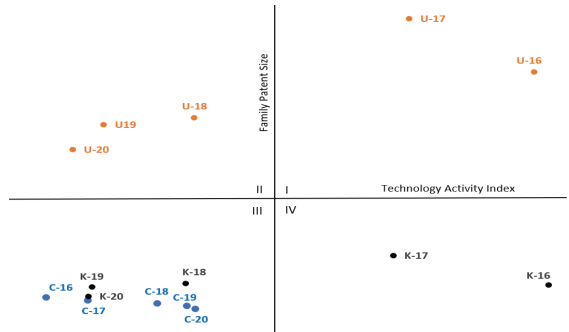 U-17
U-16
Family Patent Size
U-18
U19
U-20
II
I
Technology Activity Index
III
IV
K-17
K-18
K-19
K-16
C-16
C-18
K-20
C-19
C-17
C-20